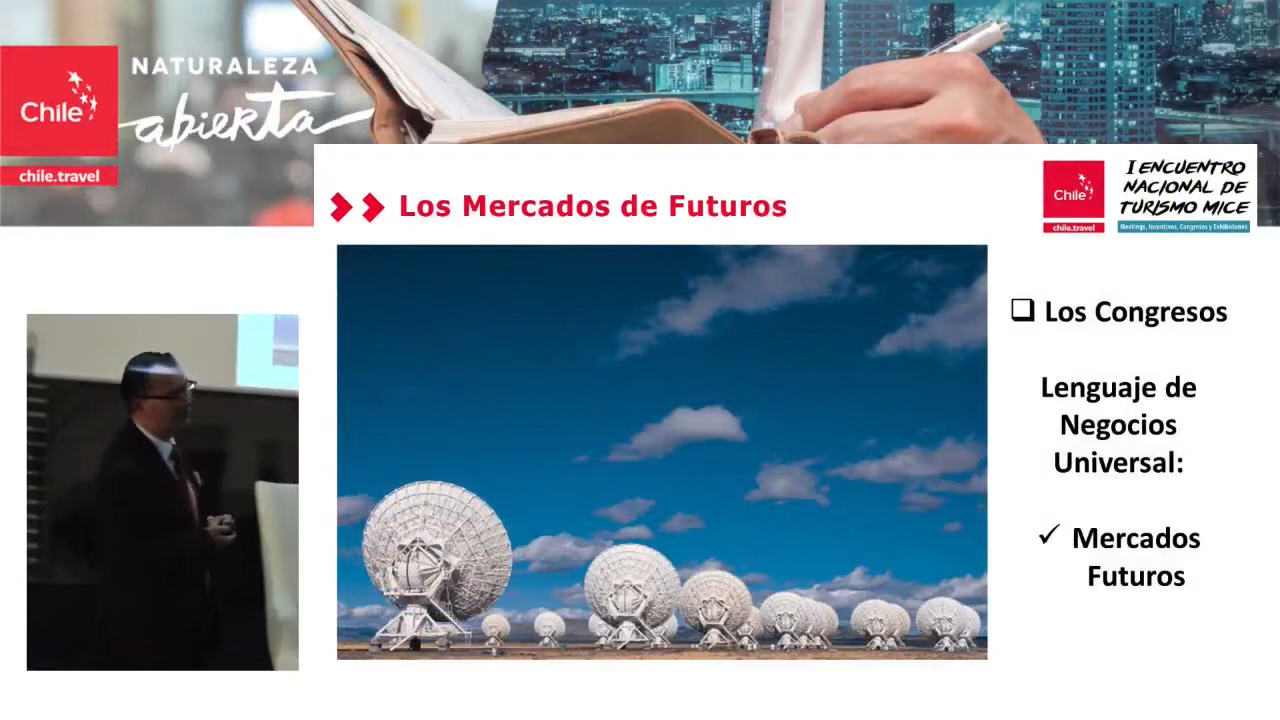 NATURALEZA
abierta
Chile
chile.travel
Los Mercados de Futuros
Chile
chile.travel
I ENCUENTRO
NACIONAL DE
TURISMO MICE
Meetings, Incentivos, Congresos y Exhibiciones
Los Congresos
Lenguaje de
Negocios
Universal:
Mercados
Futuros